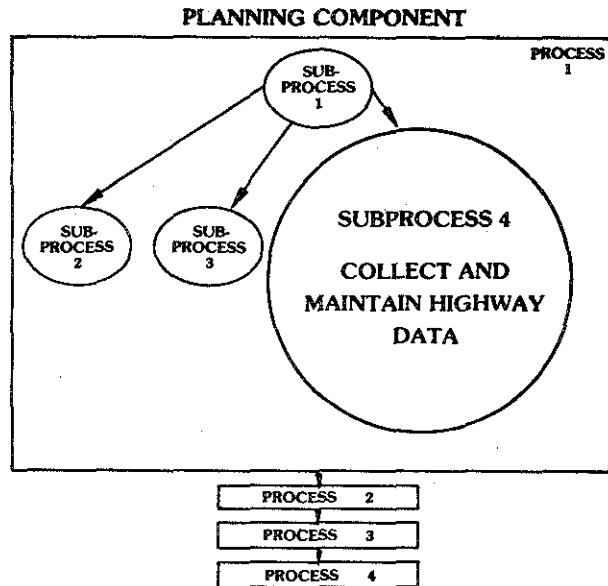 PLANNING COMPONENT
PROCESS
1
SUB-
PROCESS
1
SUB-
PROCESS
2
SUB-
PROCESS
3
SUBPROCESS 4
COLLECT AND
MAINTAIN HIGHWAY
DATA
PROCESS 2
PROCESS 3
PROCESS 4